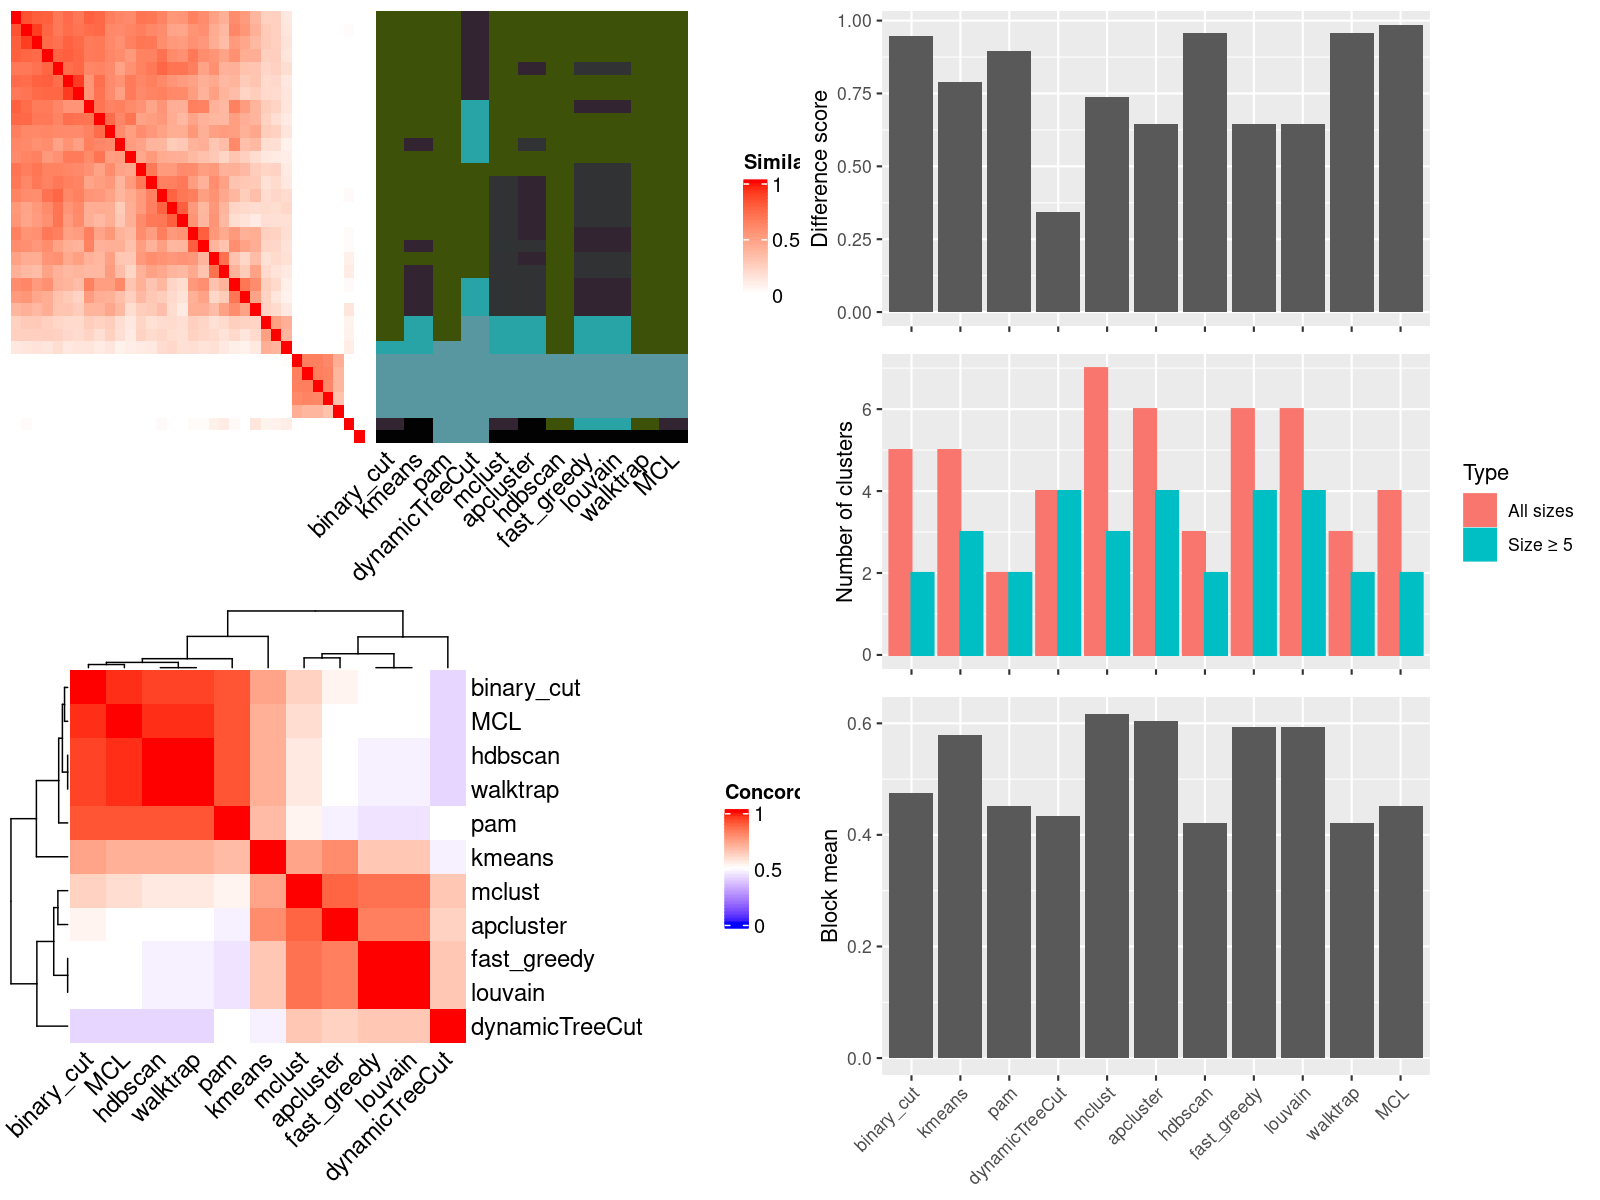 Simila
1
0.5
0
binary_cut
kmeans
pam
dynamicTreeCut
mclust
apcluster
hdbscan
fast_greedy
louvain
walktrap
MCL
binary_cut
MCL
hdbscan
walktrap
pam
kmeans
mclust
apcluster
fast_greedy
louvain
dynamicTreeCut
binary_cut
MCL
hdbscan
walktrap
pam
kmeans
mclust
apcluster
fast_greedy
louvain
dynamicTreeCut
Concord
1
0.5
0
Difference score
1.00
0.75
0.50
0.25
0.00
Number of clusters
6
4
2
0
Type
All sizes
Size ≥ 5
Block mean
0.6
0.4
0.2
0.0
binary_cut
kmeans
pam
dynamicTreeCut
mclust
apcluster
hdbscan
fast_greedy
louvain
walktrap
MCL